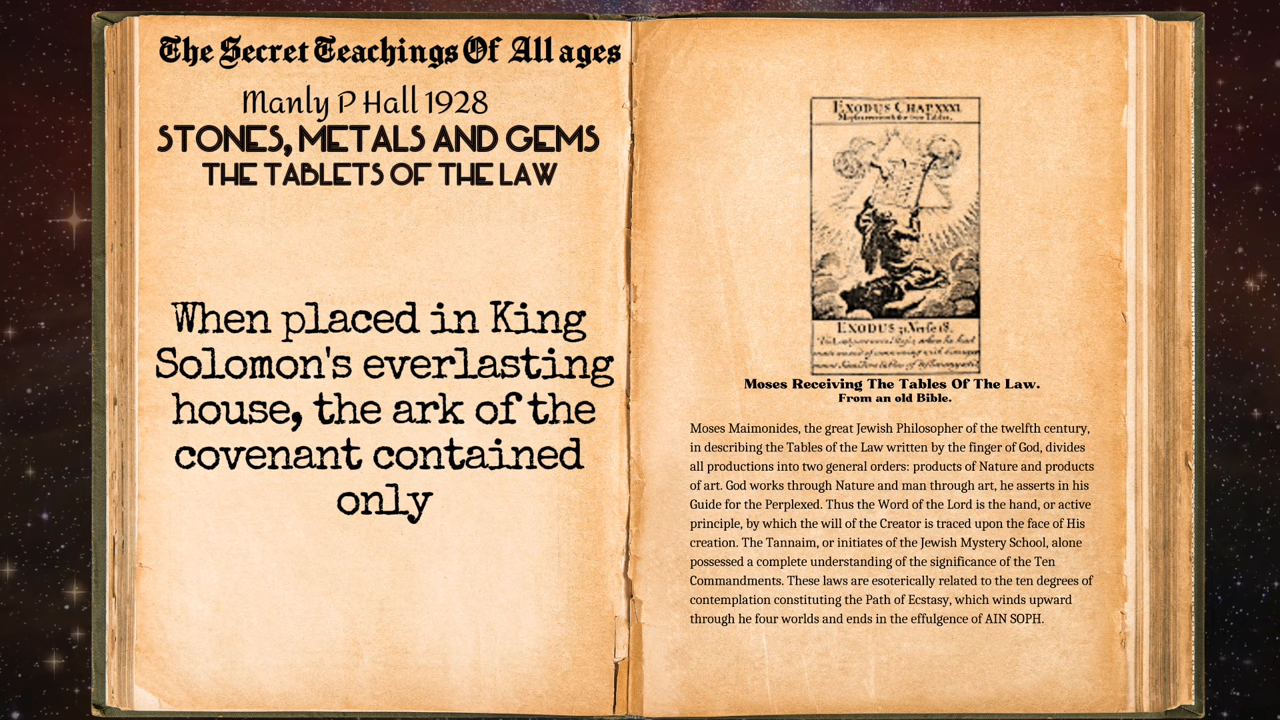 The Secret Teachings Of All ages
Manly P Hall 1928
STONES, METALS AND GEMS
THE TABLETS OF THE LAW
When placed in King
Solomon's everlasting
house, the ark of the
covenant contained
only
EXODUS CHAP XXXI
EXODUS 31 Verse 18.
Moses Receiving The Tables Of The Law.
From an old Bible.
Moses Maimonides, the great Jewish Philosopher of the twelfth century,
in describing the Tables of the Law written by the finger of God, divides
all productions into two general orders: products of Nature and products
of art. God works through Nature and man through art, he asserts in his
Guide for the Perplexed. Thus the Word of the Lord is the hand, or active
principle, by which the will of the Creator is traced upon the face of His
creation. The Tannaim, or initiates of the Jewish Mystery School, alone
possessed a complete understanding of the significance of the Ten
Commandments. These laws are esoterically related to the ten degrees of
contemplation constituting the Path of Ecstasy, which winds upward
through he four worlds and ends in the effulgence of AIN SOPH.